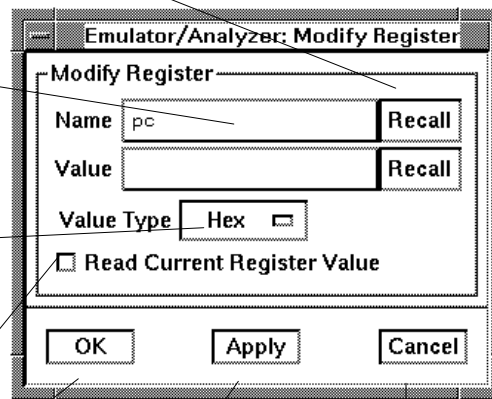 Emulator/Analyzer: Modify Register
Modify Register
Name pc Recall
Value Recall
Value Type Hex
Read Current Register Value
OK Apply Cancel